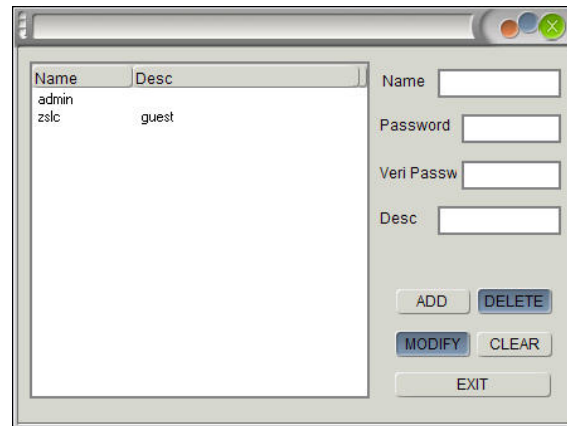 Name Desc
admin
zslc guest
Name
Password
Veri Passw
Desc
ADD DELETE
MODIFY CLEAR
EXIT